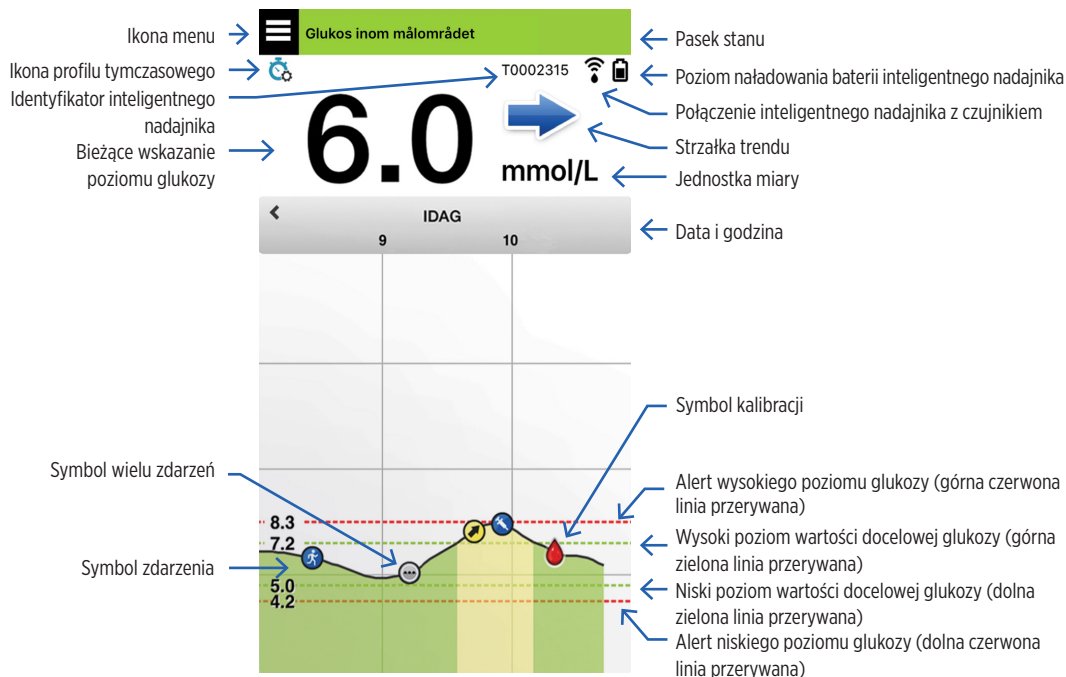 Ikona menu
Glukos inom målområdet
Pasek stanu
Ikona profilu tymczasowego
T0002315
Poziom naładowania baterii inteligentnego nadajnika
Identyfikator inteligentnego
nadajnika
Połączenie inteligentnego nadajnika z czujnikiem
6.0
Strzałka trendu
Bieżące wskazanie
poziomu glukozy
mmol/L
Jednostka miary
IDAG
Data i godzina
9
10
Symbol kalibracji
Symbol wielu zdarzeń
Alert wysokiego poziomu glukozy (górna czerwona
linia przerywana)
8.3
7.2
Wysoki poziom wartości docelowej glukozy (górna
zielona linia przerywana)
Symbol zdarzenia
5.0
4.2
Niski poziom wartości docelowej glukozy (dolna
zielona linia przerywana)
Alert niskiego poziomu glukozy (dolna czerwona
linia przerywana)